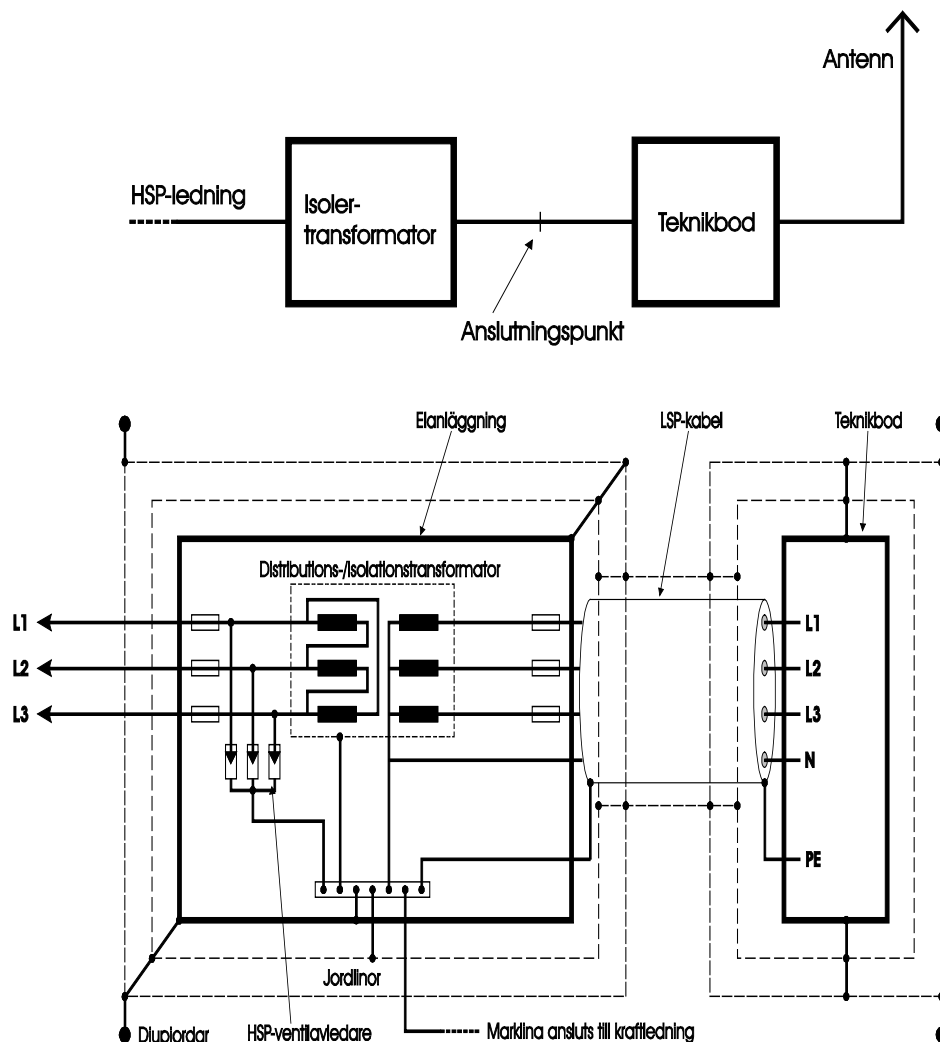 Antenn
HSP-ledning
Isoler-
transformator
Teknikbod
Anslutningspunkt
Elanläggning
LSP-kabel
Teknikbod
Distributions-/isolationstransformator
L1
L1
L2
L2
L3
L3
N
PE
Jordlinor
Djupjordar
HSP-ventilavledare
Marklina ansluts till kraftledning